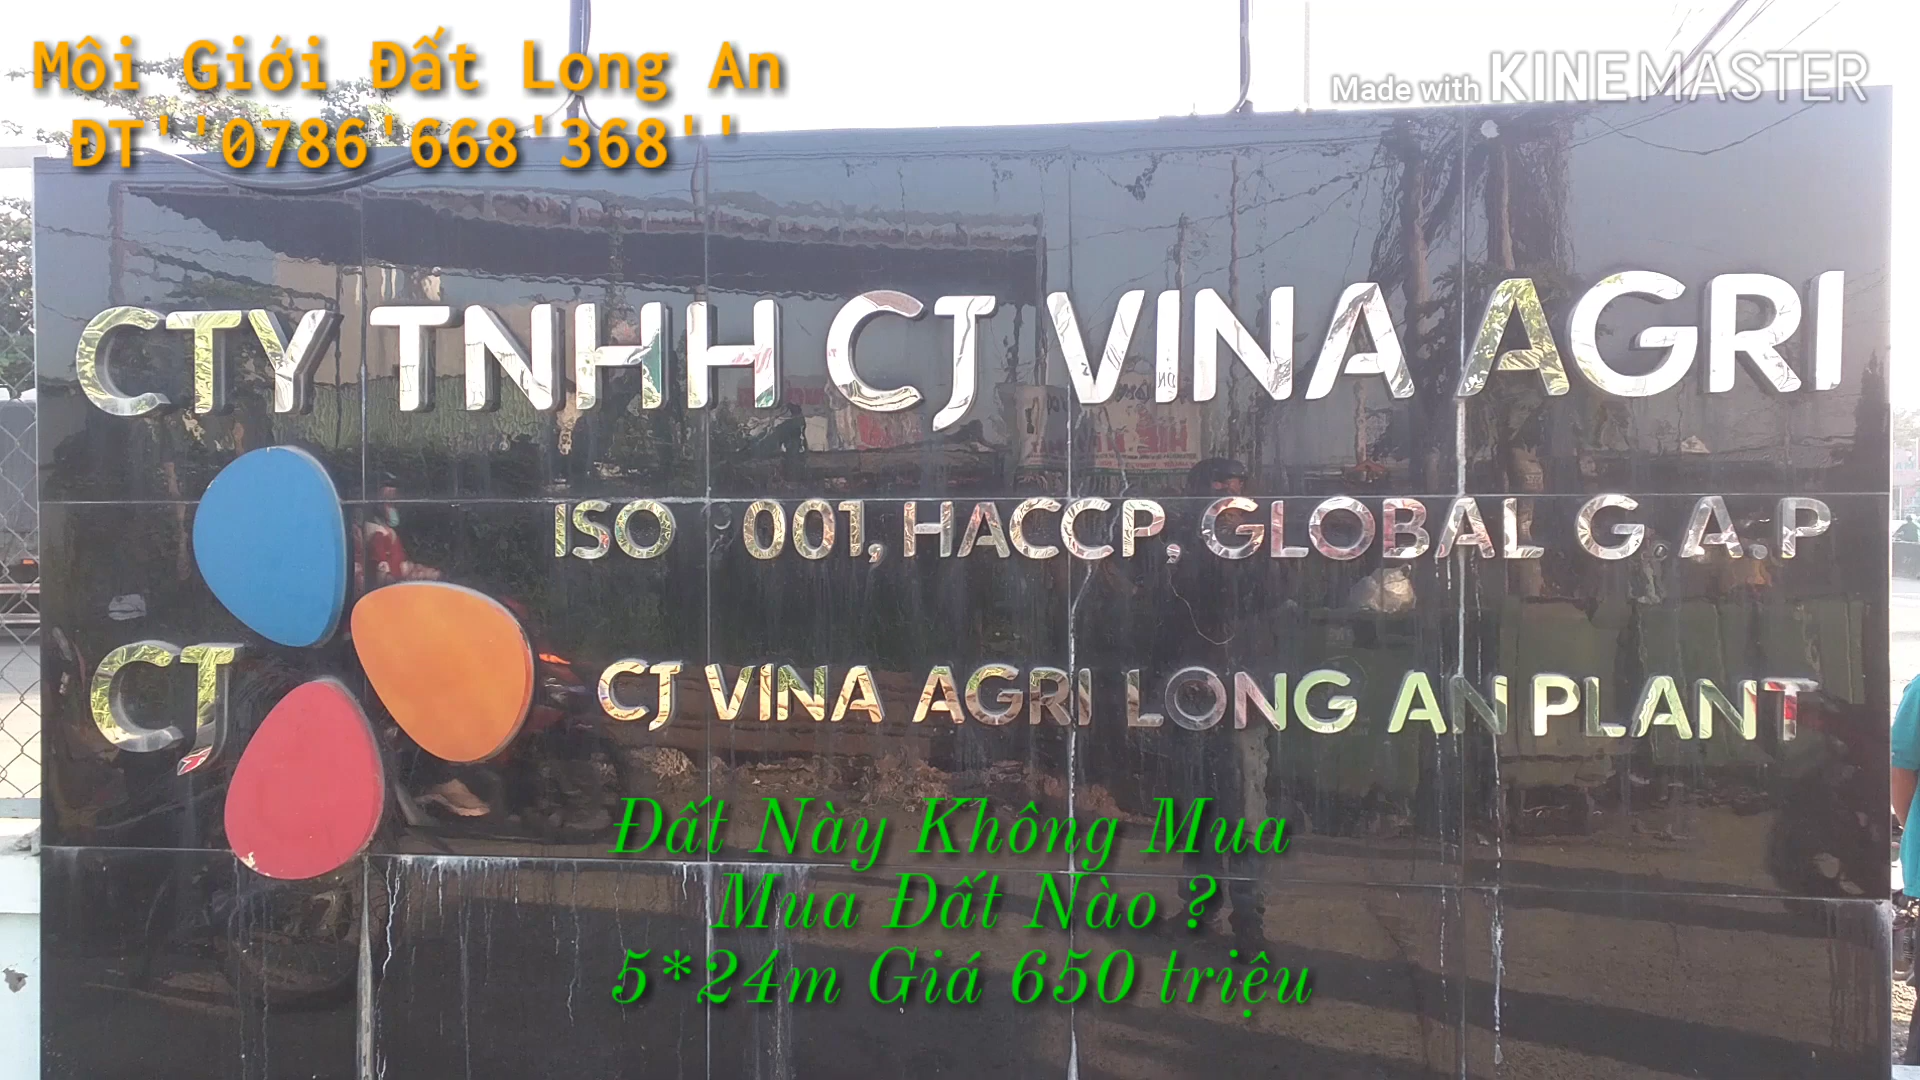 Môi Giới Đất Long An
ĐT''0786'668'368''
Made with KINEMASTER
CTY TNHH CJ VINA AGRI
ISO 001, HACCP, GLOBAL G A.P
CJ
CJ VINA AGRI LONG AN PLANT
Đất Này Không Mua
Mua Đất Nào ?
5*24m Giá 650 triệu